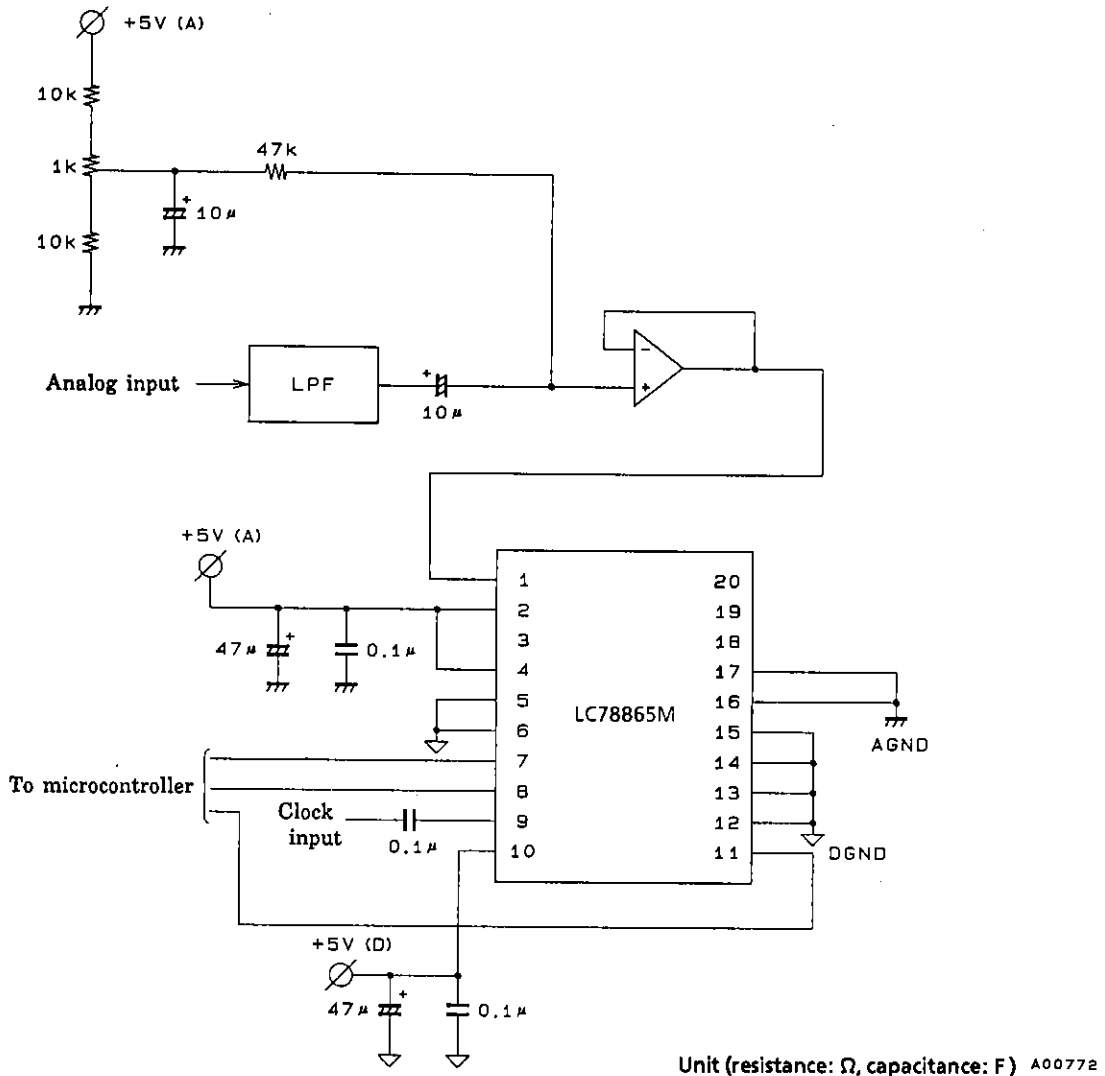 +5V (A)
10k
47k
1k
+
10μ
10k
Analog input
LPF
+
10μ
-
+
+5V (A)
47μ
+
0.1μ
1
20
2
19
3
18
4
17
5
16
6
15
7
14
8
13
9
12
10
11
LC78865M
AGND
To microcontroller
Clock
input
0.1μ
DGND
+5V (D)
47μ
+
0.1μ
Unit (resistance: Ω, capacitance: F) A00772